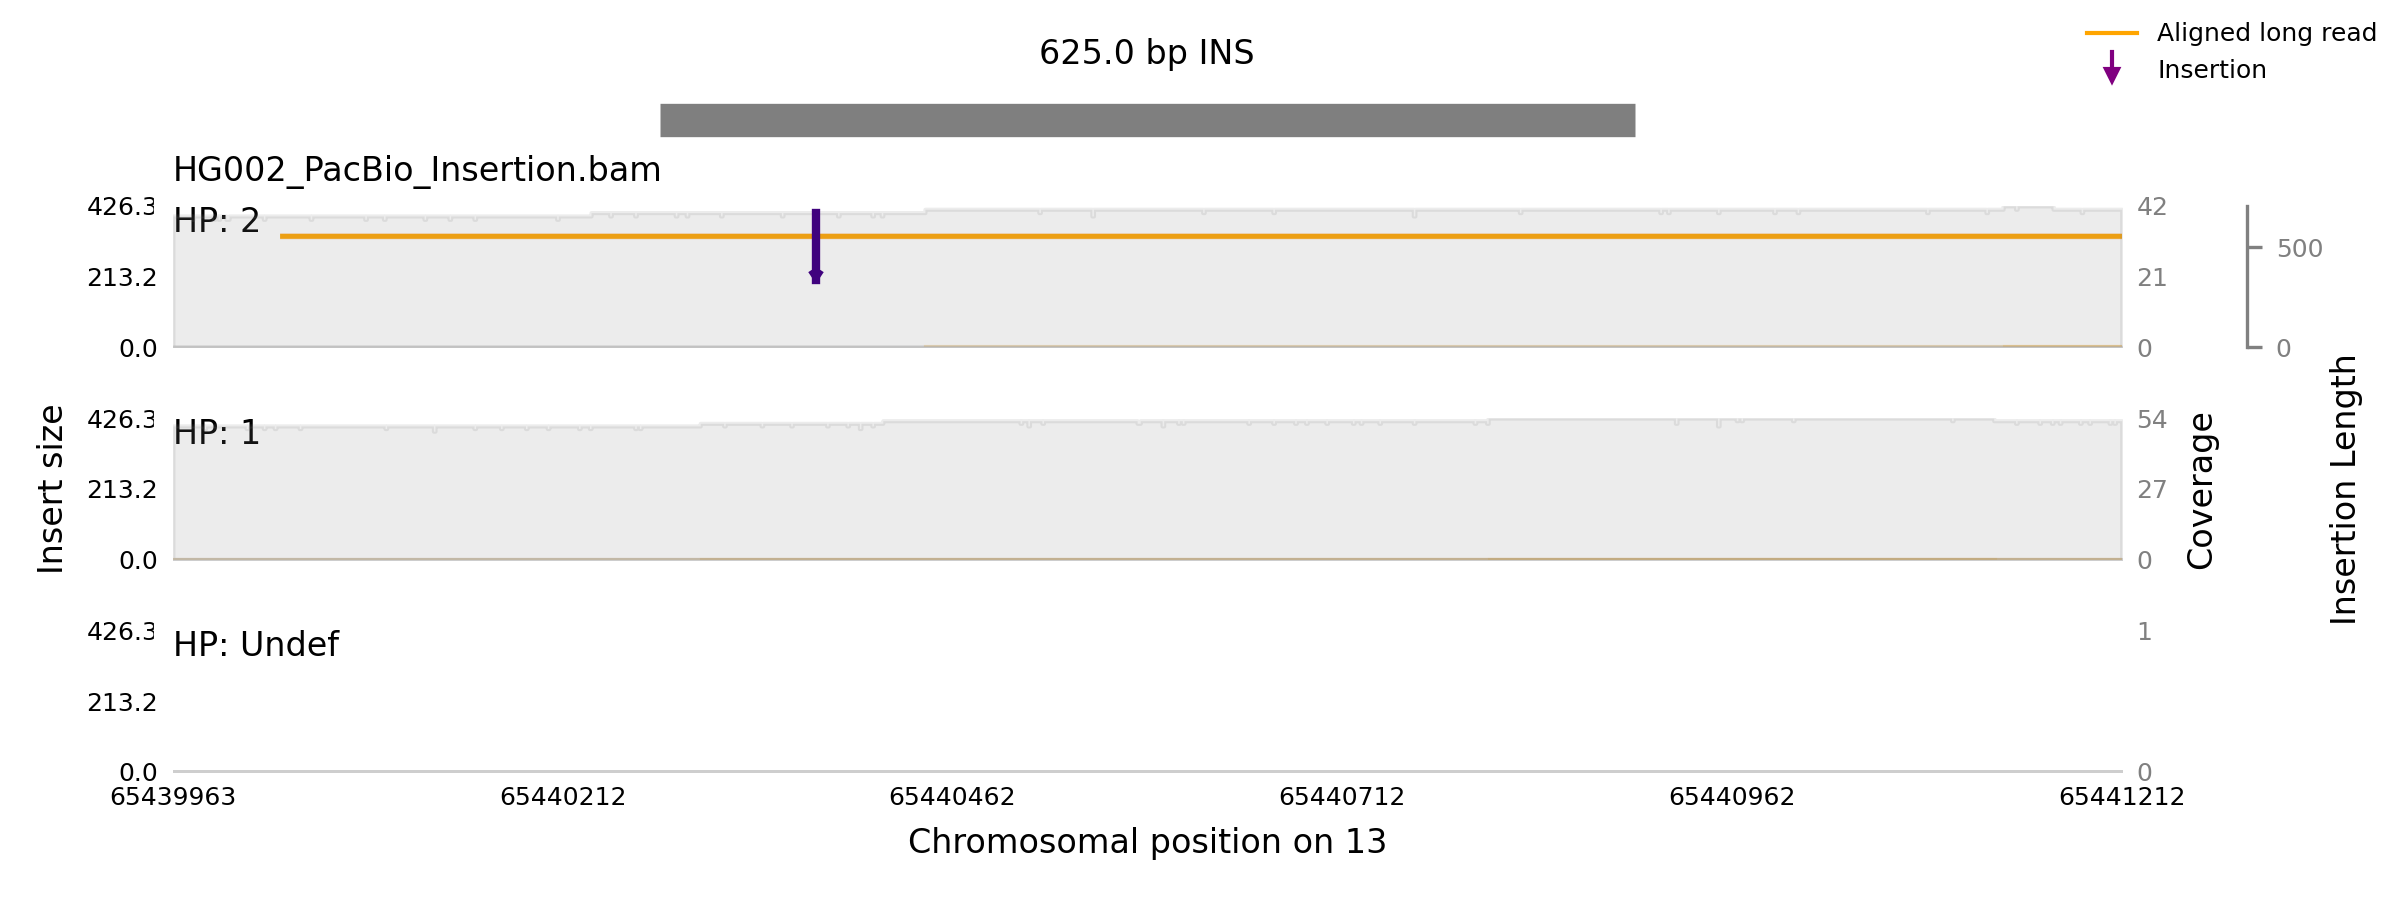 Aligned long read
Insertion
625.0 bp INS
HG002_PacBio_Insertion.bam
HP: 2
426.3
213.2
0.0
42
21
0
500
0
HP: 1
426.3
213.2
0.0
54
27
0
HP: Undef
426.3
213.2
0.0
1
0
Insert size
Coverage
Insertion Length
65439963 65440212 65440462 65440712 65440962 65441212
Chromosomal position on 13